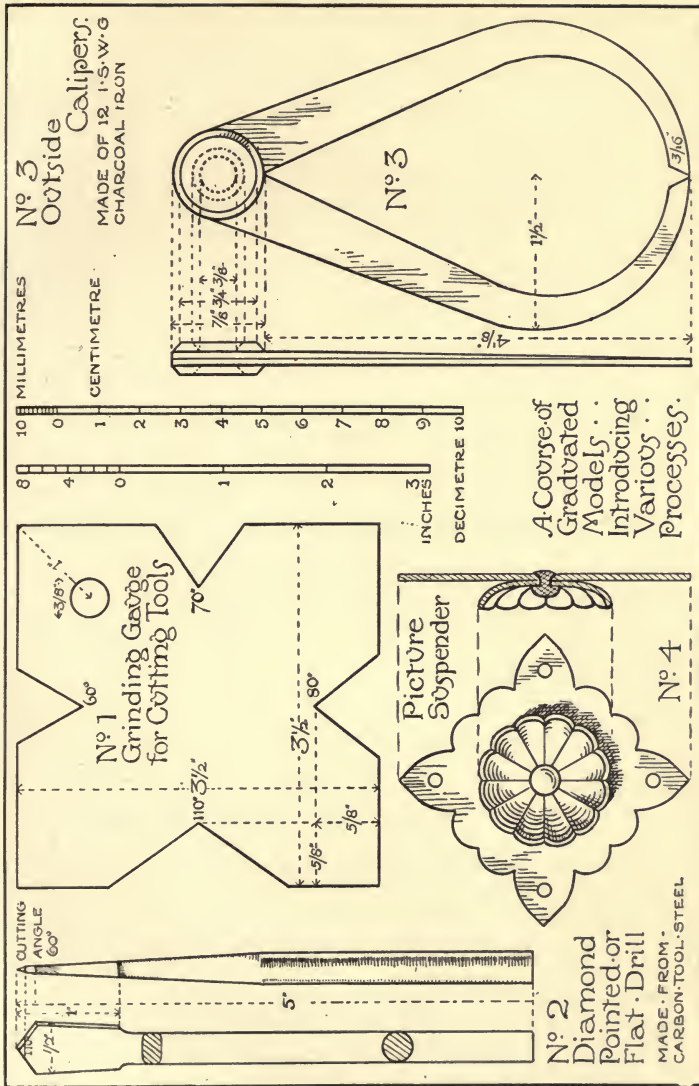 CUTTING
ANGLE
60°
110°
1/2"
1"
5"
Nº 2
Diamond
Pointed·or
Flat·Drill
MADE·FROM·
CARBON·TOOL·STEEL
Nº 1
Grinding Gauge
for Cutting Tools
3/8"
60°
70°
80°
110°
3½"
3½"
5/8"
5/8"
Picture
Suspender
Nº 4
8
4
0
1
2
3
INCHES
10 MILLIMETRES
0
1 CENTIMETRE
2
3
4
5
6
7
8
9
DECIMETRE 10
A·Course·of
Graduated
Models··
Introducing
Various··
Processes·
Nº 3
Outside
Calipers.
MADE OF 12 I·S·W·G
CHARCOAL IRON
7/8" 3/4" 3/8"
4⅛"
1½"
3/16"
Nº 3